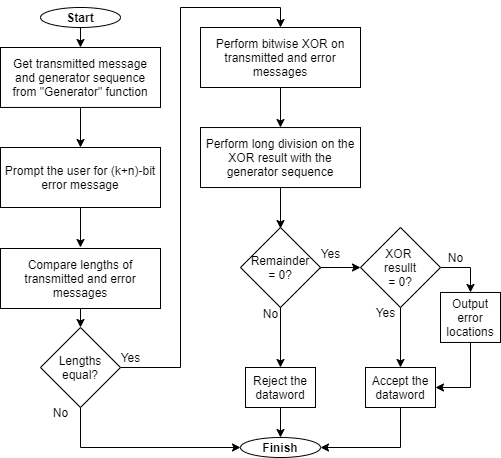 Start
Get transmitted message
and generator sequence
from "Generator" function
Prompt the user for (k+n)-bit
error message
Compare lengths of
transmitted and error
messages
Lengths
equal?
Yes
No
Perform bitwise XOR on
transmitted and error
messages
Perform long division on the
XOR result with the
generator sequence
Remainder
= 0?
Yes
No
XOR
resullt
= 0?
No
Yes
Output
error
locations
Reject the
dataword
Accept the
dataword
Finish